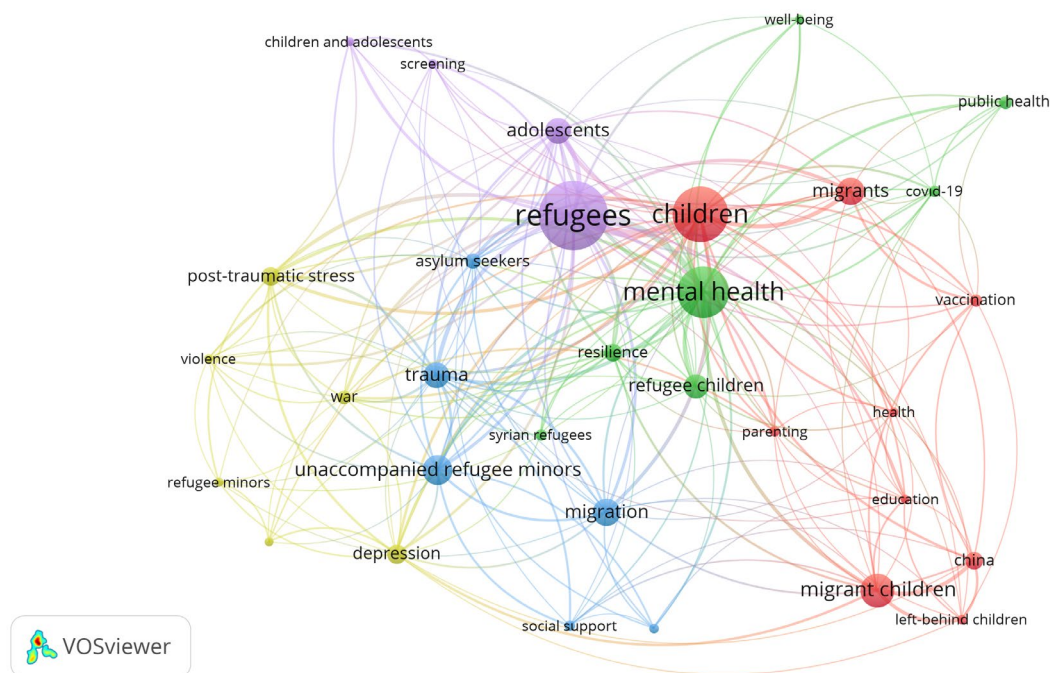 well-being
children and adolescents
screening
public health
adolescents
migrants
covid-19
refugees
children
asylum seekers
post-traumatic stress
mental health
vaccination
resilience
violence
trauma
refugee children
war
health
syrian refugees
parenting
unaccompanied refugee minors
refugee minors
education
migration
depression
china
migrant children
left-behind children
social support
VOSviewer